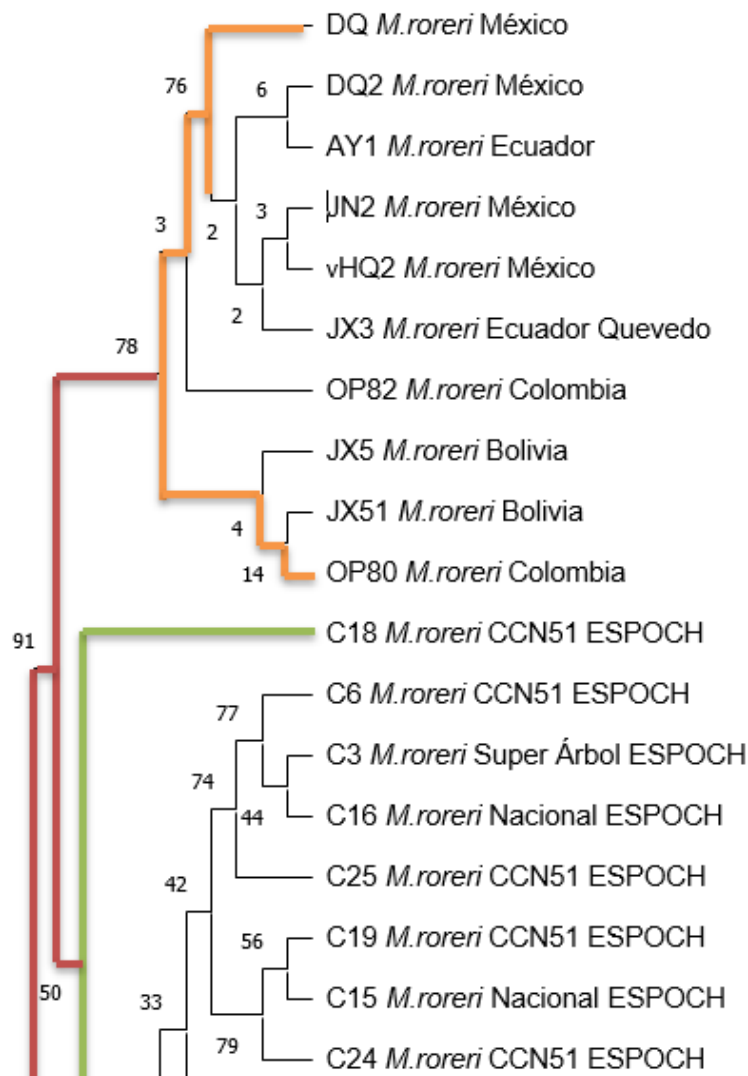 DQ M.roreri México
76
6
DQ2 M.roreri México
AY1 M.roreri Ecuador
3
2
3
JN2 M.roreri México
vHQ2 M.roreri México
2
JX3 M.roreri Ecuador Quevedo
78
OP82 M.roreri Colombia
JX5 M.roreri Bolivia
4
JX51 M.roreri Bolivia
14
OP80 M.roreri Colombia
91
C18 M.roreri CCN51 ESPOCH
77
C6 M.roreri CCN51 ESPOCH
74
C3 M.roreri Super Árbol ESPOCH
44
C16 M.roreri Nacional ESPOCH
42
C25 M.roreri CCN51 ESPOCH
56
C19 M.roreri CCN51 ESPOCH
50
33
C15 M.roreri Nacional ESPOCH
79
C24 M.roreri CCN51 ESPOCH